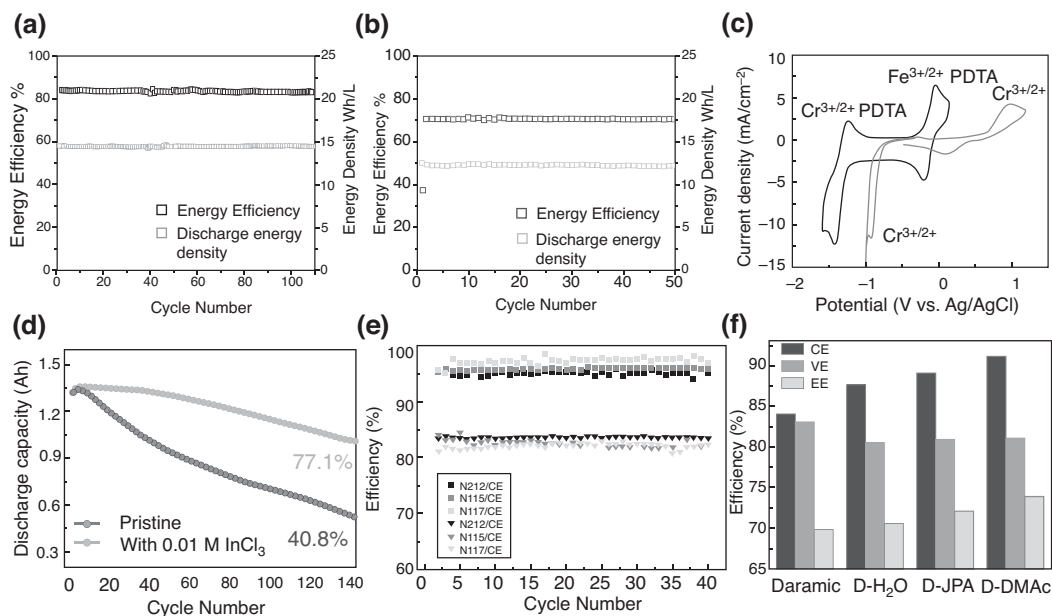 (a)
100
80
60
40
20
0
Energy Efficiency %
25
20
15
10
5
0
Energy Density Wh/L
Energy Efficiency
Discharge energy
density
0 20 40 60 80 100
Cycle Number
(b)
100
80
60
40
20
0
Energy Efficiency %
25
20
15
10
5
0
Energy Density Wh/L
Energy Efficiency
Discharge energy
density
0 10 20 30 40 50
Cycle Number
(c)
10
5
0
−5
−10
−15
Current density (mA/cm⁻²)
Fe³⁺/²⁺ PDTA
Cr³⁺/²⁺
Cr³⁺/²⁺ PDTA
Cr³⁺/²⁺
−2 −1 0 1
Potential (V vs. Ag/AgCl)
(d)
1.5
1.2
0.9
0.6
0.3
Discharge capacity (Ah)
77.1%
Pristine
40.8%
With 0.01 M InCl₃
0 20 40 60 80 100 120 140
Cycle Number
(e)
100
95
90
80
60
Efficiency (%)
N212/CE
N115/CE
N117/CE
N212/CE
N115/CE
N117/CE
0 5 10 15 20 25 30 35 40
Cycle Number
(f)
CE
VE
EE
90
85
80
75
70
65
Efficiency (%)
Daramic D-H₂O D-JPA D-DMAc